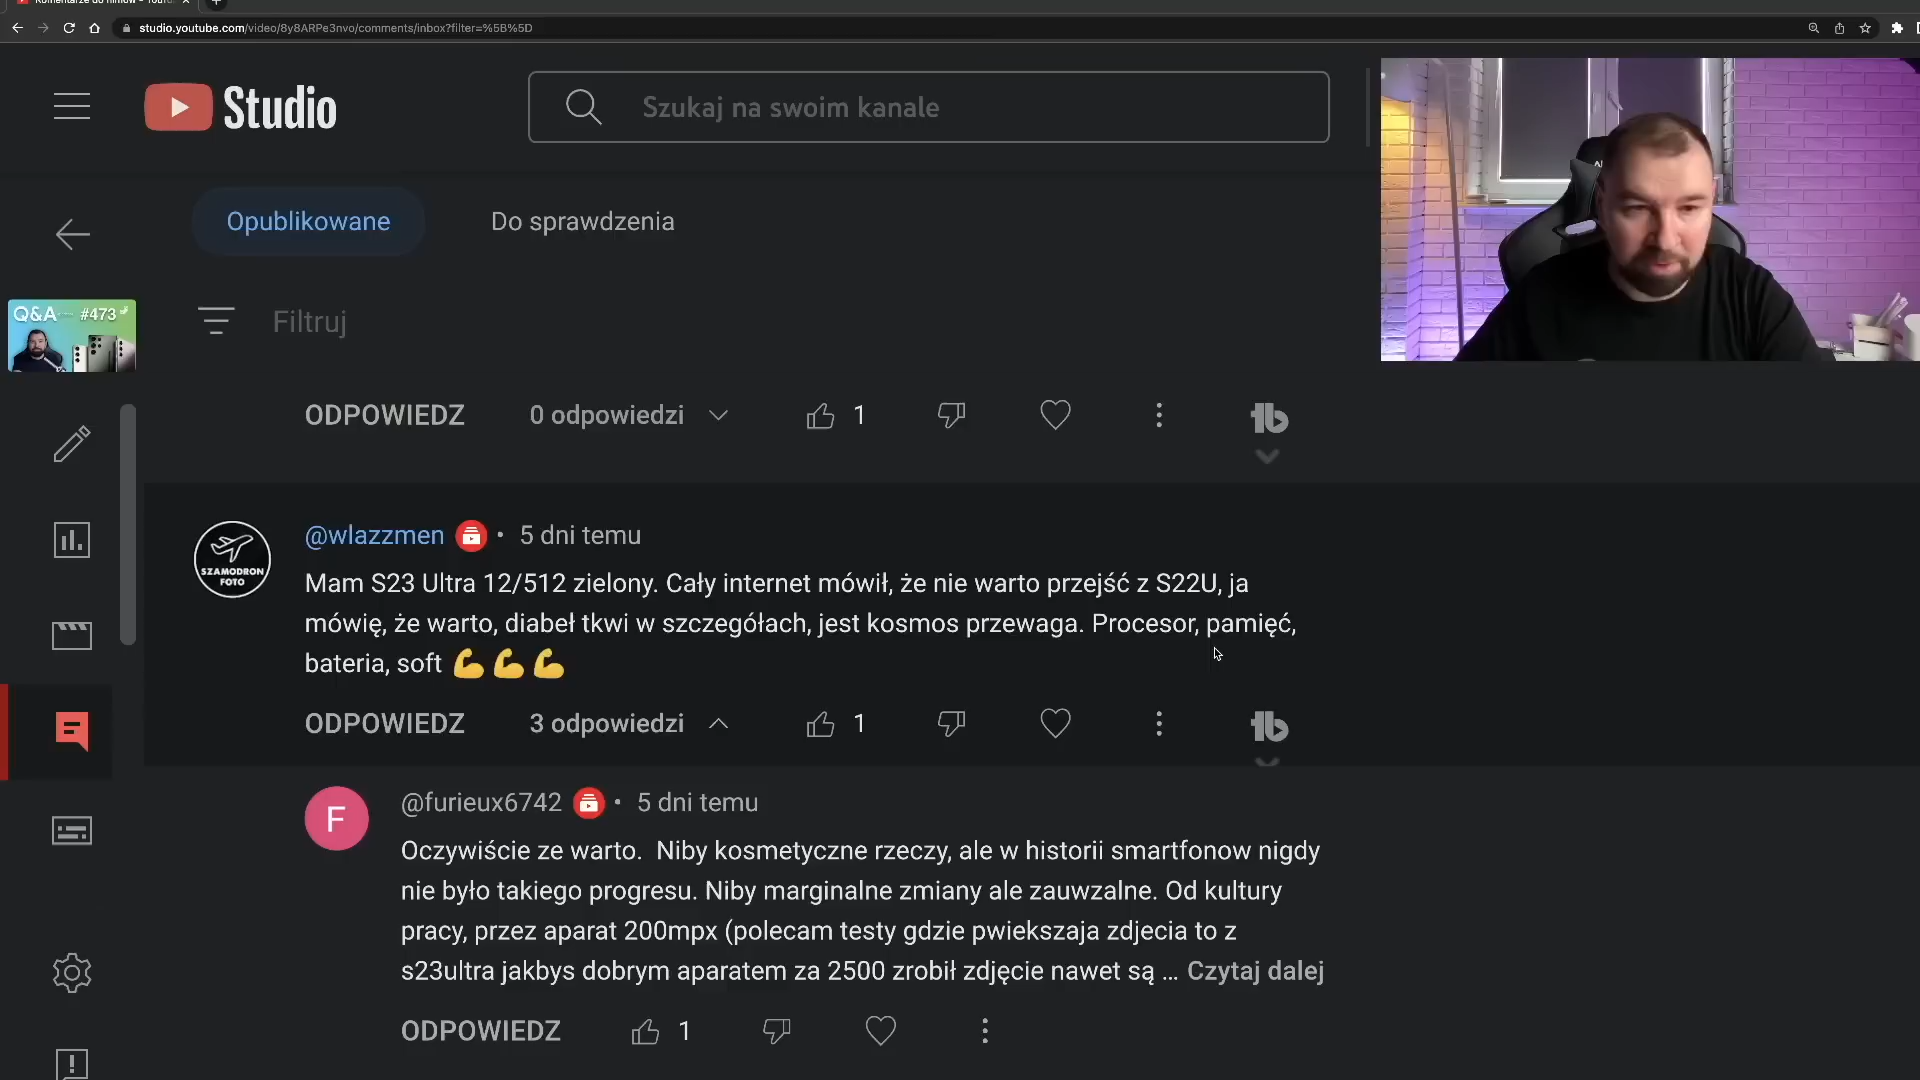 studio.youtube.com/video/8y8ARPe3nvo/comments/inbox?filter=%5B%5D
Studio
Szukaj na swoim kanale
Opublikowane
Do sprawdzenia
Q&A
#473
Filtruj
ODPOWIEDZ
0 odpowiedzi
1
SZAMODRON
FOTO
@wlazzmen • 5 dni temu
Mam S23 Ultra 12/512 zielony. Cały internet mówił, że nie warto przejść z S22U, ja
mówię, że warto, diabeł tkwi w szczegółach, jest kosmos przewaga. Procesor, pamięć,
bateria, soft 💪💪💪
ODPOWIEDZ
3 odpowiedzi
1
F
@furieux6742 • 5 dni temu
Oczywiście ze warto.  Niby kosmetyczne rzeczy, ale w historii smartfonow nigdy
nie było takiego progresu. Niby marginalne zmiany ale zauwzalne. Od kultury
pracy, przez aparat 200mpx (polecam testy gdzie pwiekszaja zdjecia to z
s23ultra jakbys dobrym aparatem za 2500 zrobił zdjęcie nawet są ... Czytaj dalej
ODPOWIEDZ
1